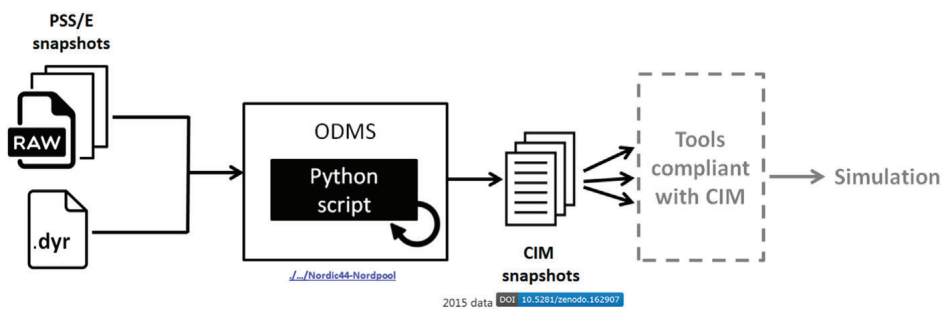 PSS/E
snapshots
RAW
.dyr
ODMS
Python
script
./.../Nordic44-Nordpool
CIM
snapshots
2015 data DOI 10.5281/zenodo.162907
Tools
compliant
with CIM
Simulation